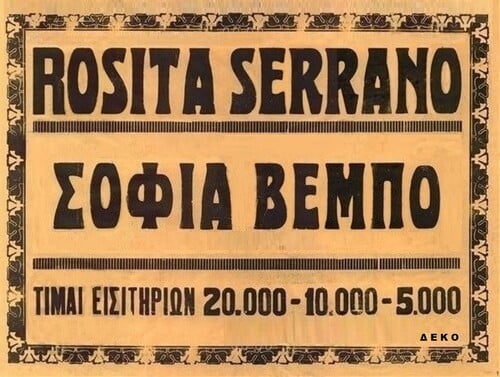 ROSITA SERRANO
ΣΟΦΙΑ ΒΕΜΠΟ
ΤΙΜΑΙ ΕΙΣΙΤΗΡΙΩΝ 20.000-10.000-5.000
ΔΕΚΟ